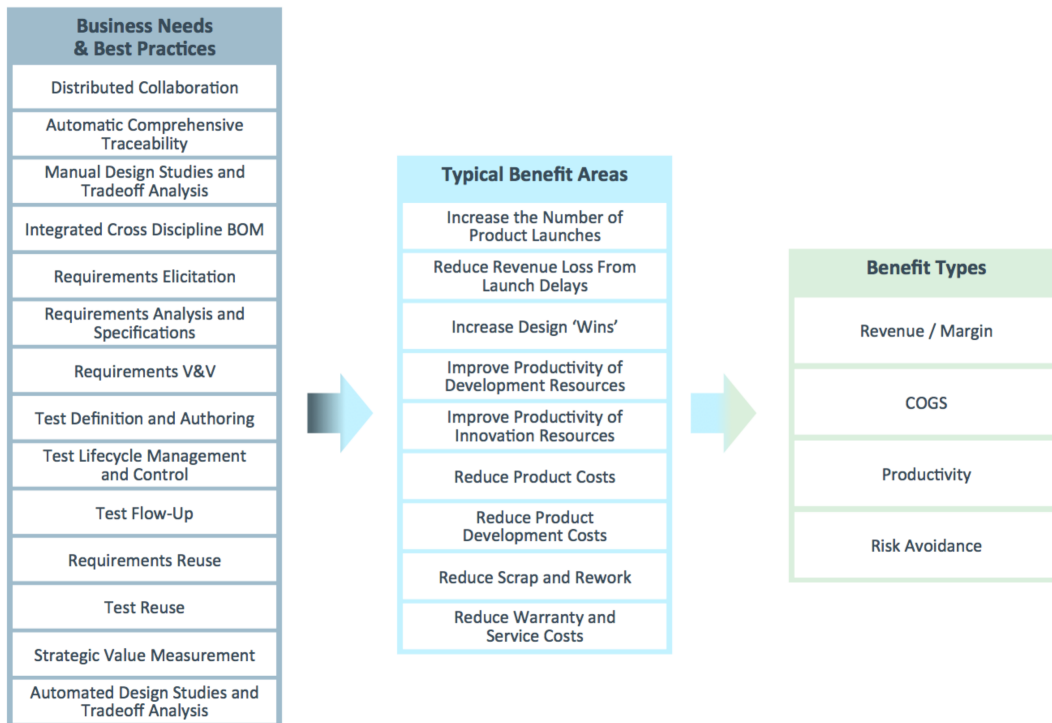 Business Needs
& Best Practices
Distributed Collaboration
Automatic Comprehensive
Traceability
Manual Design Studies and
Tradeoff Analysis
Integrated Cross Discipline BOM
Requirements Elicitation
Requirements Analysis and
Specifications
Requirements V&V
Test Definition and Authoring
Test Lifecycle Management
and Control
Test Flow-Up
Requirements Reuse
Test Reuse
Strategic Value Measurement
Automated Design Studies and
Tradeoff Analysis
Typical Benefit Areas
Increase the Number of
Product Launches
Reduce Revenue Loss From
Launch Delays
Increase Design ‘Wins’
Improve Productivity of
Development Resources
Improve Productivity of
Innovation Resources
Reduce Product Costs
Reduce Product
Development Costs
Reduce Scrap and Rework
Reduce Warranty and
Service Costs
Benefit Types
Revenue / Margin
COGS
Productivity
Risk Avoidance